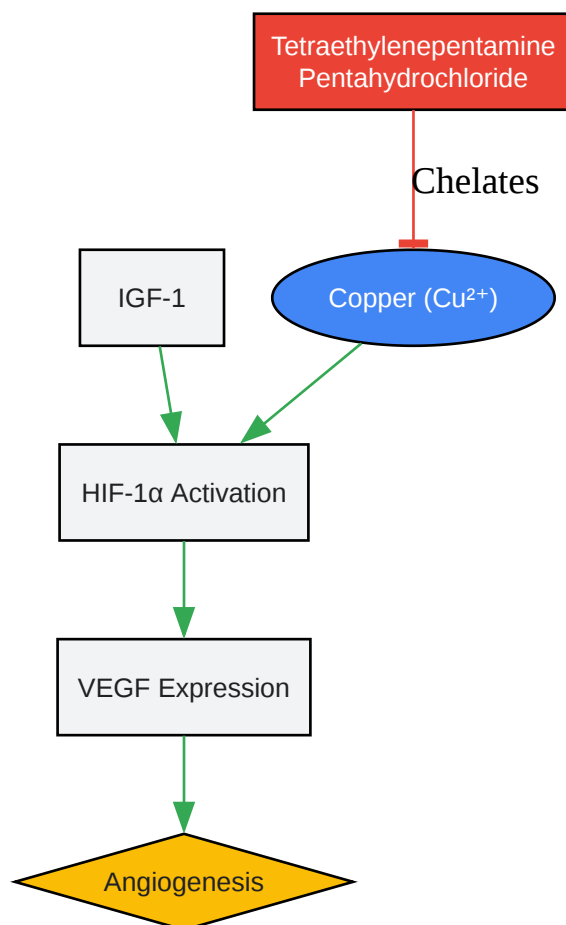 Tetraethylenepentamine
Pentahydrochloride
Chelates
IGF-1
Copper (Cu²⁺)
HIF-1α Activation
VEGF Expression
Angiogenesis